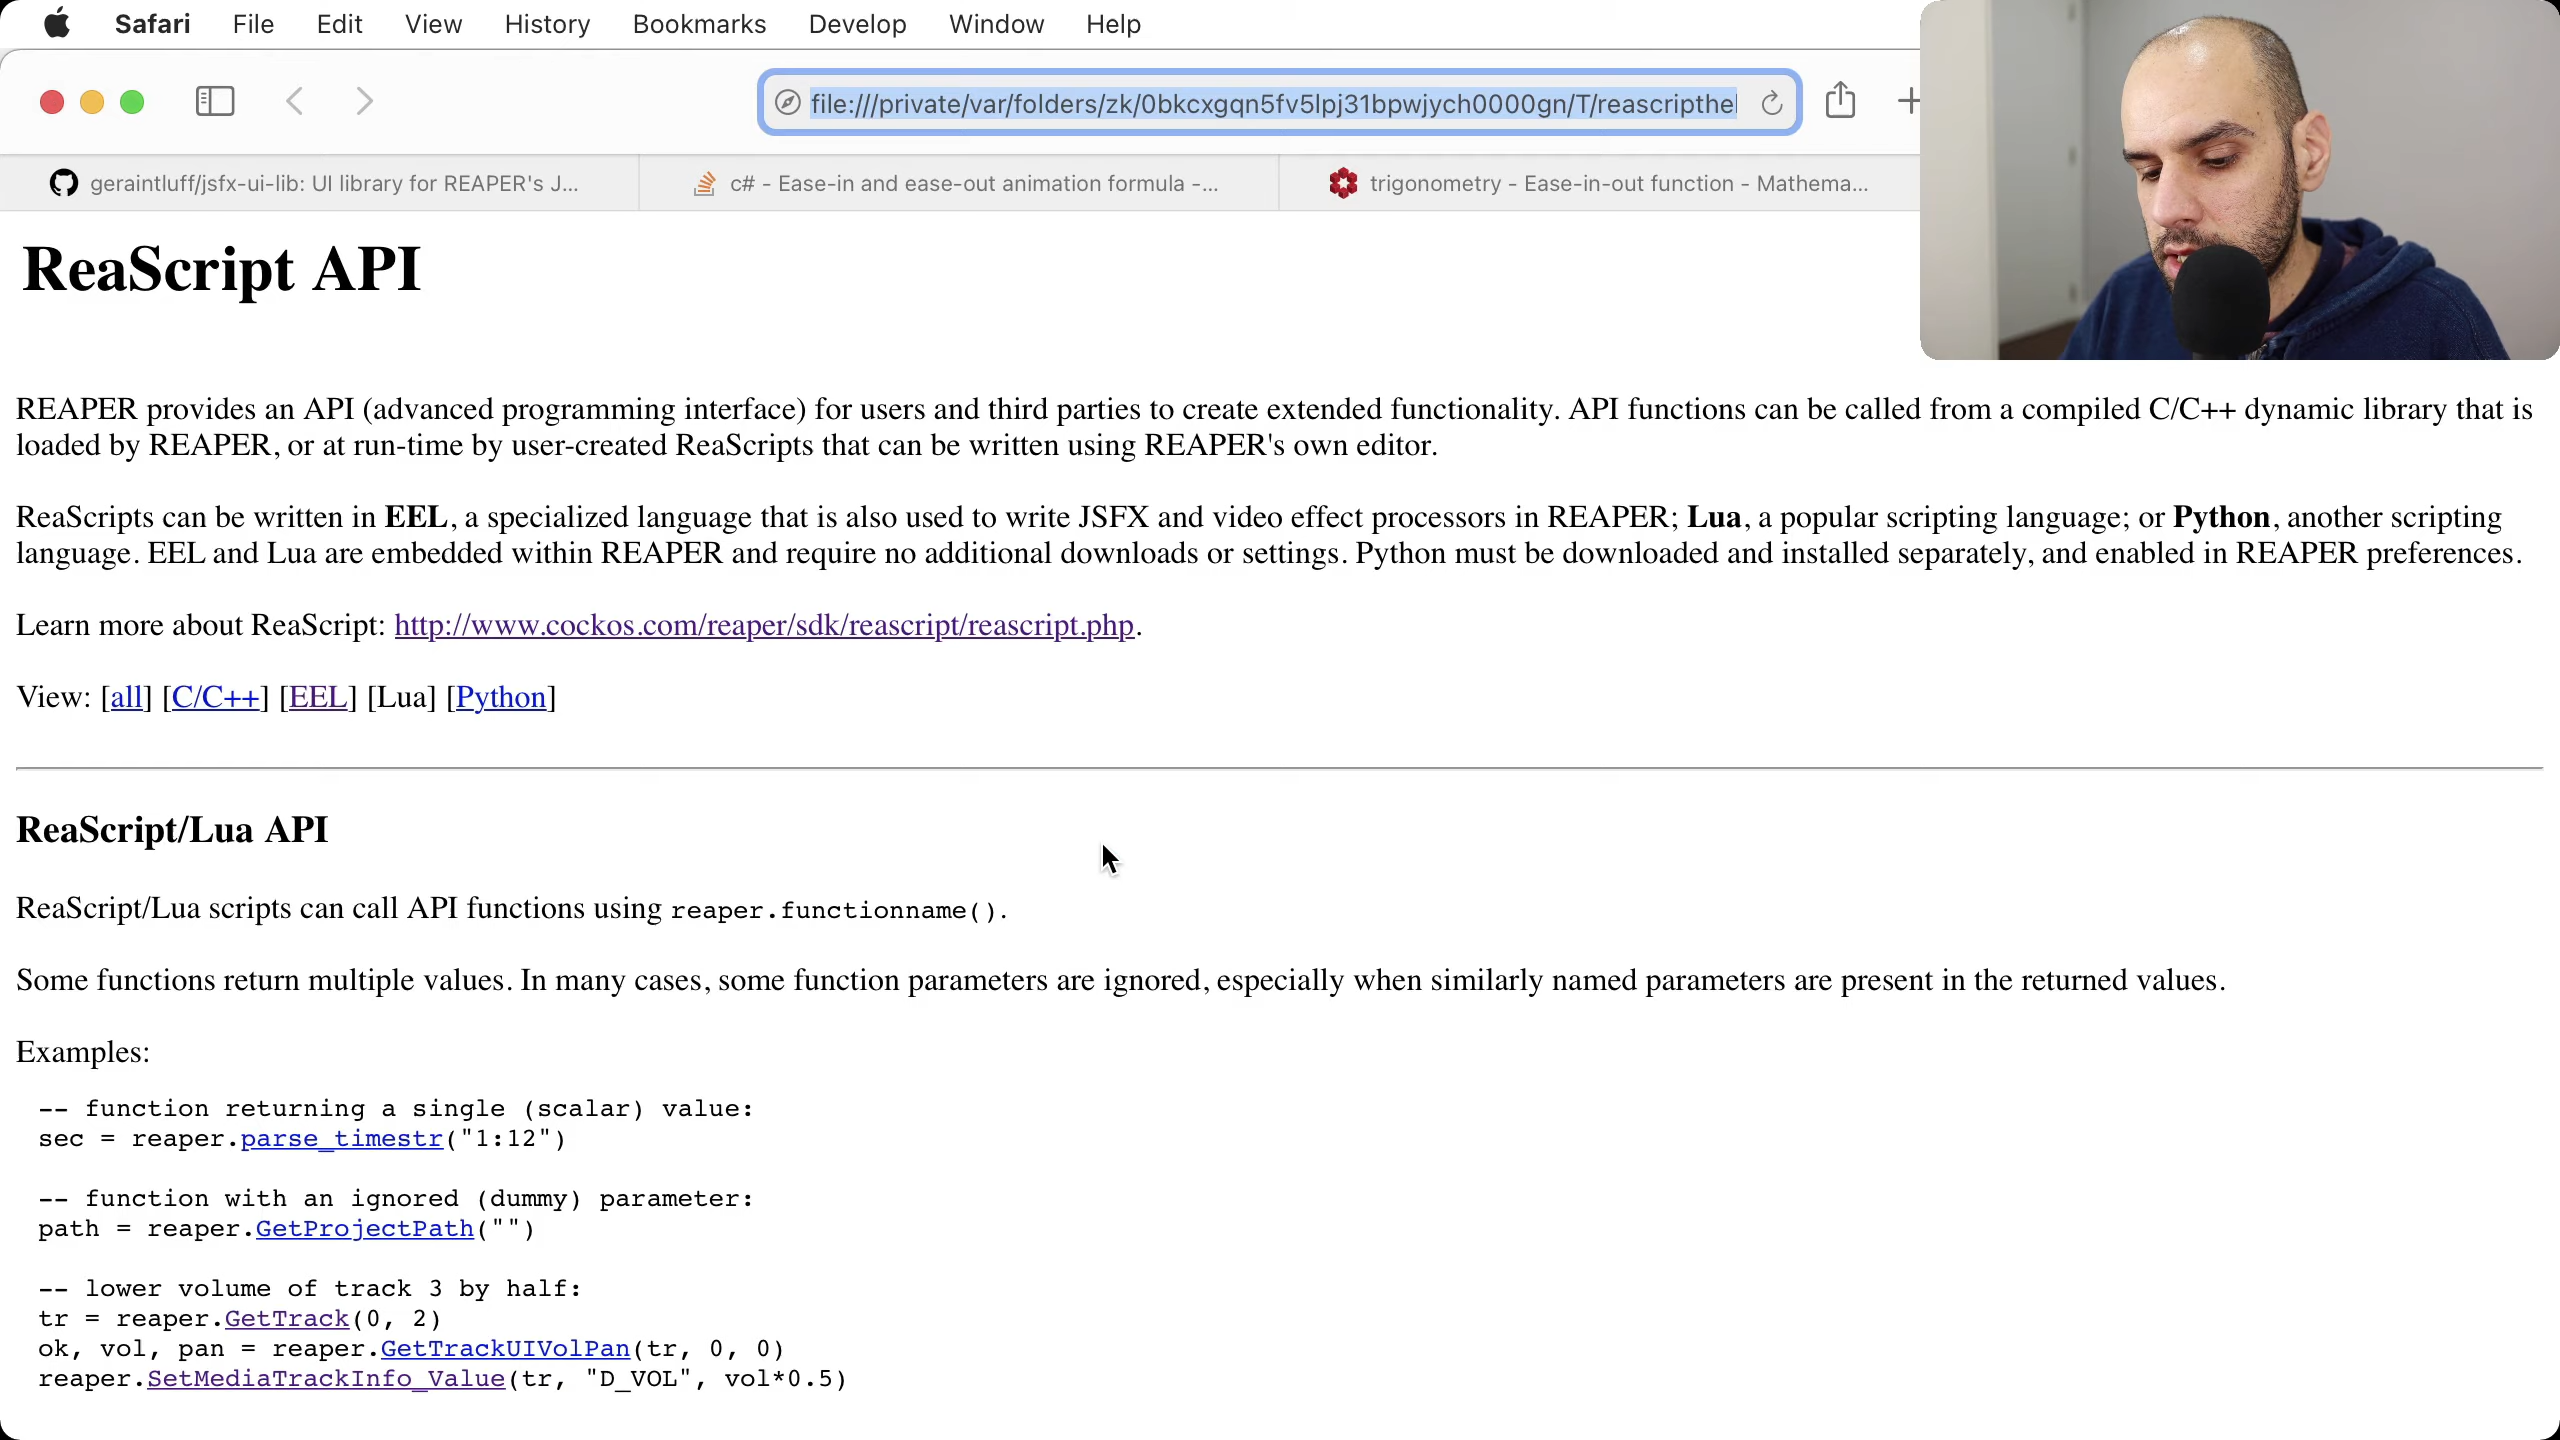 Safari File Edit View History Bookmarks Develop Window Help
file:///private/var/folders/zk/0bkcxgqn5fv5lpj31bpwjych0000gn/T/reascripthel
geraintluff/jsfx-ui-lib: UI library for REAPER's J... c# - Ease-in and ease-out animation formula -... trigonometry - Ease-in-out function - Mathema...
ReaScript API
REAPER provides an API (advanced programming interface) for users and third parties to create extended functionality. API functions can be called from a compiled C/C++ dynamic library that is
loaded by REAPER, or at run-time by user-created ReaScripts that can be written using REAPER's own editor.
ReaScripts can be written in EEL, a specialized language that is also used to write JSFX and video effect processors in REAPER; Lua, a popular scripting language; or Python, another scripting
language. EEL and Lua are embedded within REAPER and require no additional downloads or settings. Python must be downloaded and installed separately, and enabled in REAPER preferences.
Learn more about ReaScript: http://www.cockos.com/reaper/sdk/reascript/reascript.php.
View: [all] [C/C++] [EEL] [Lua] [Python]
ReaScript/Lua API
ReaScript/Lua scripts can call API functions using reaper.functionname().
Some functions return multiple values. In many cases, some function parameters are ignored, especially when similarly named parameters are present in the returned values.
Examples:
-- function returning a single (scalar) value:
sec = reaper.parse_timestr("1:12")
-- function with an ignored (dummy) parameter:
path = reaper.GetProjectPath("")
-- lower volume of track 3 by half:
tr = reaper.GetTrack(0, 2)
ok, vol, pan = reaper.GetTrackUIVolPan(tr, 0, 0)
reaper.SetMediaTrackInfo_Value(tr, "D_VOL", vol*0.5)